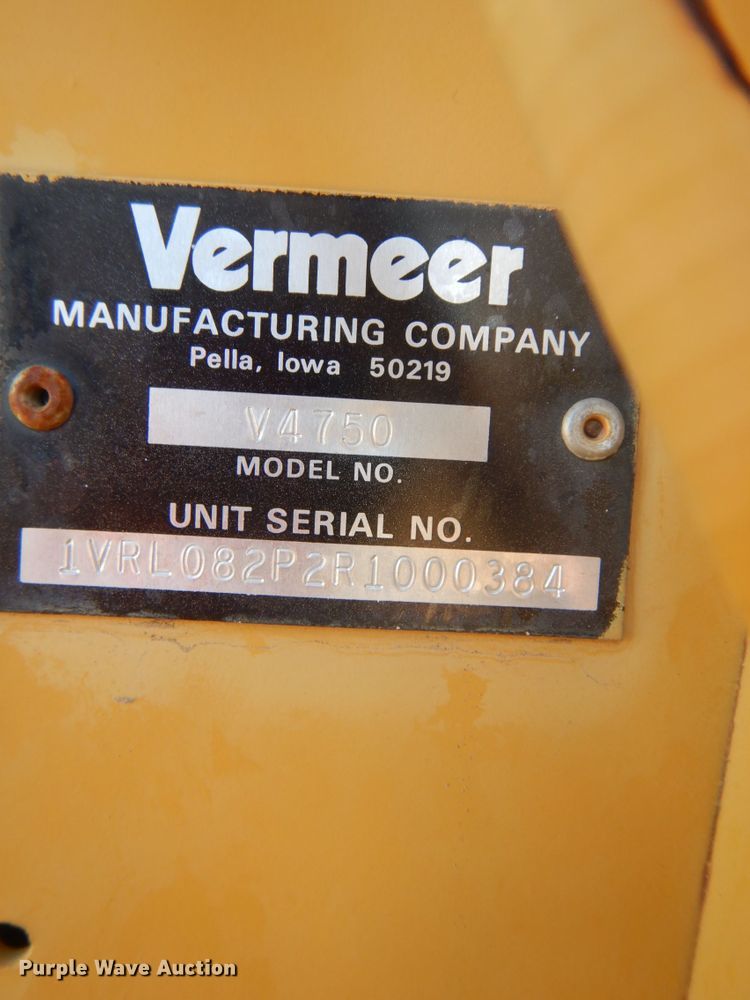 Vermeer
MANUFACTURING COMPANY
Pella, Iowa 50219
V4750
MODEL NO.
UNIT SERIAL NO.
1VRL082P2R1000384
Purple Wave Auction